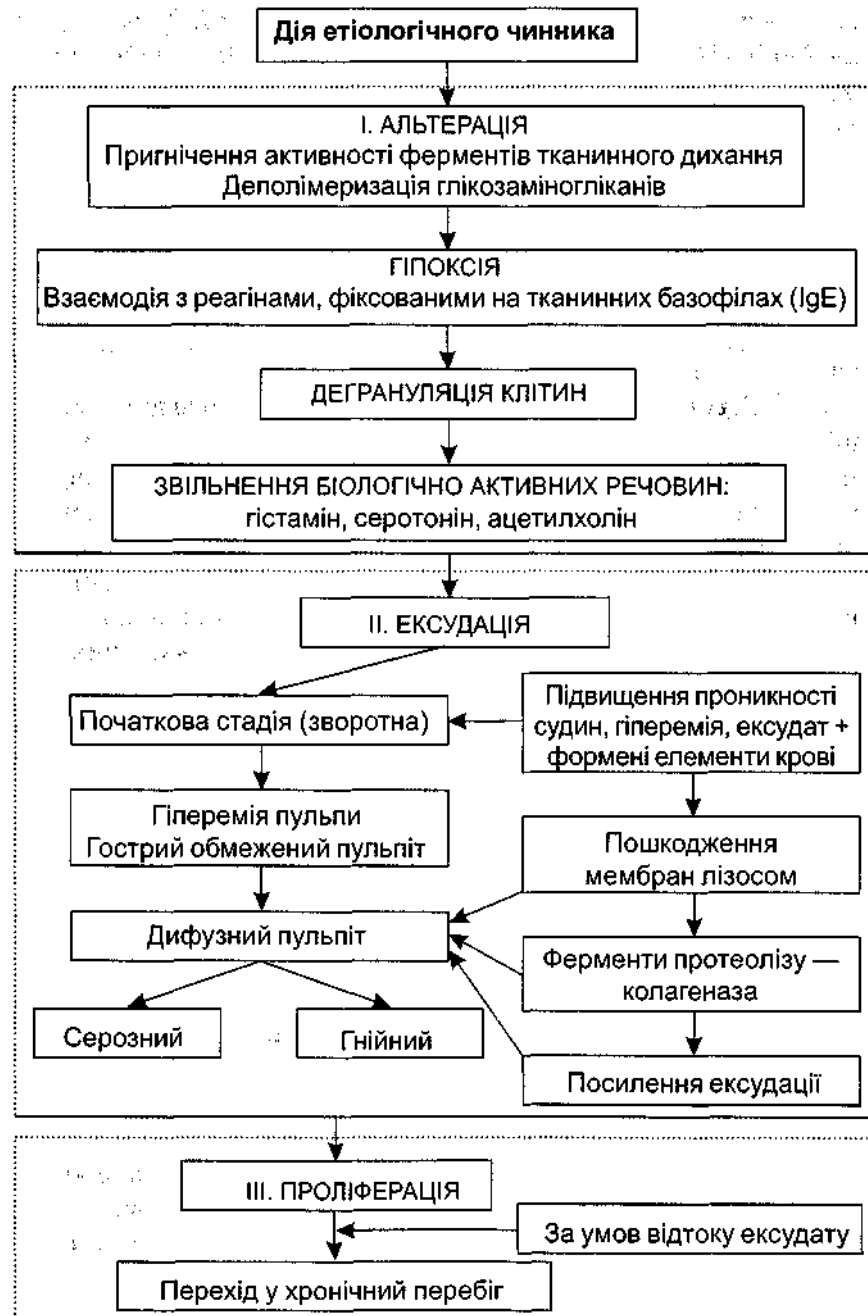 Дія етіологічного чинника
І. АЛЬТЕРАЦІЯ
Пригнічення активності ферментів тканинного дихання
Деполімеризація глікозаміногліканів
ГІПОКСІЯ
Взаємодія з реагінами, фіксованими на тканинних базофілах (IgE)
ДЕГРАНУЛЯЦІЯ КЛІТИН
ЗВІЛЬНЕННЯ БІОЛОГІЧНО АКТИВНИХ РЕЧОВИН:
гістамін, серотонін, ацетилхолін
ІІ. ЕКСУДАЦІЯ
Початкова стадія (зворотна)
Підвищення проникності
судин, гіперемія, ексудат +
формені елементи крові
Гіперемія пульпи
Гострий обмежений пульпіт
Пошкодження
мембран лізосом
Дифузний пульпіт
Ферменти протеолізу —
колагеназа
Серозний
Гнійний
Посилення ексудації
ІІІ. ПРОЛІФЕРАЦІЯ
За умов відтоку ексудату
Перехід у хронічний перебіг